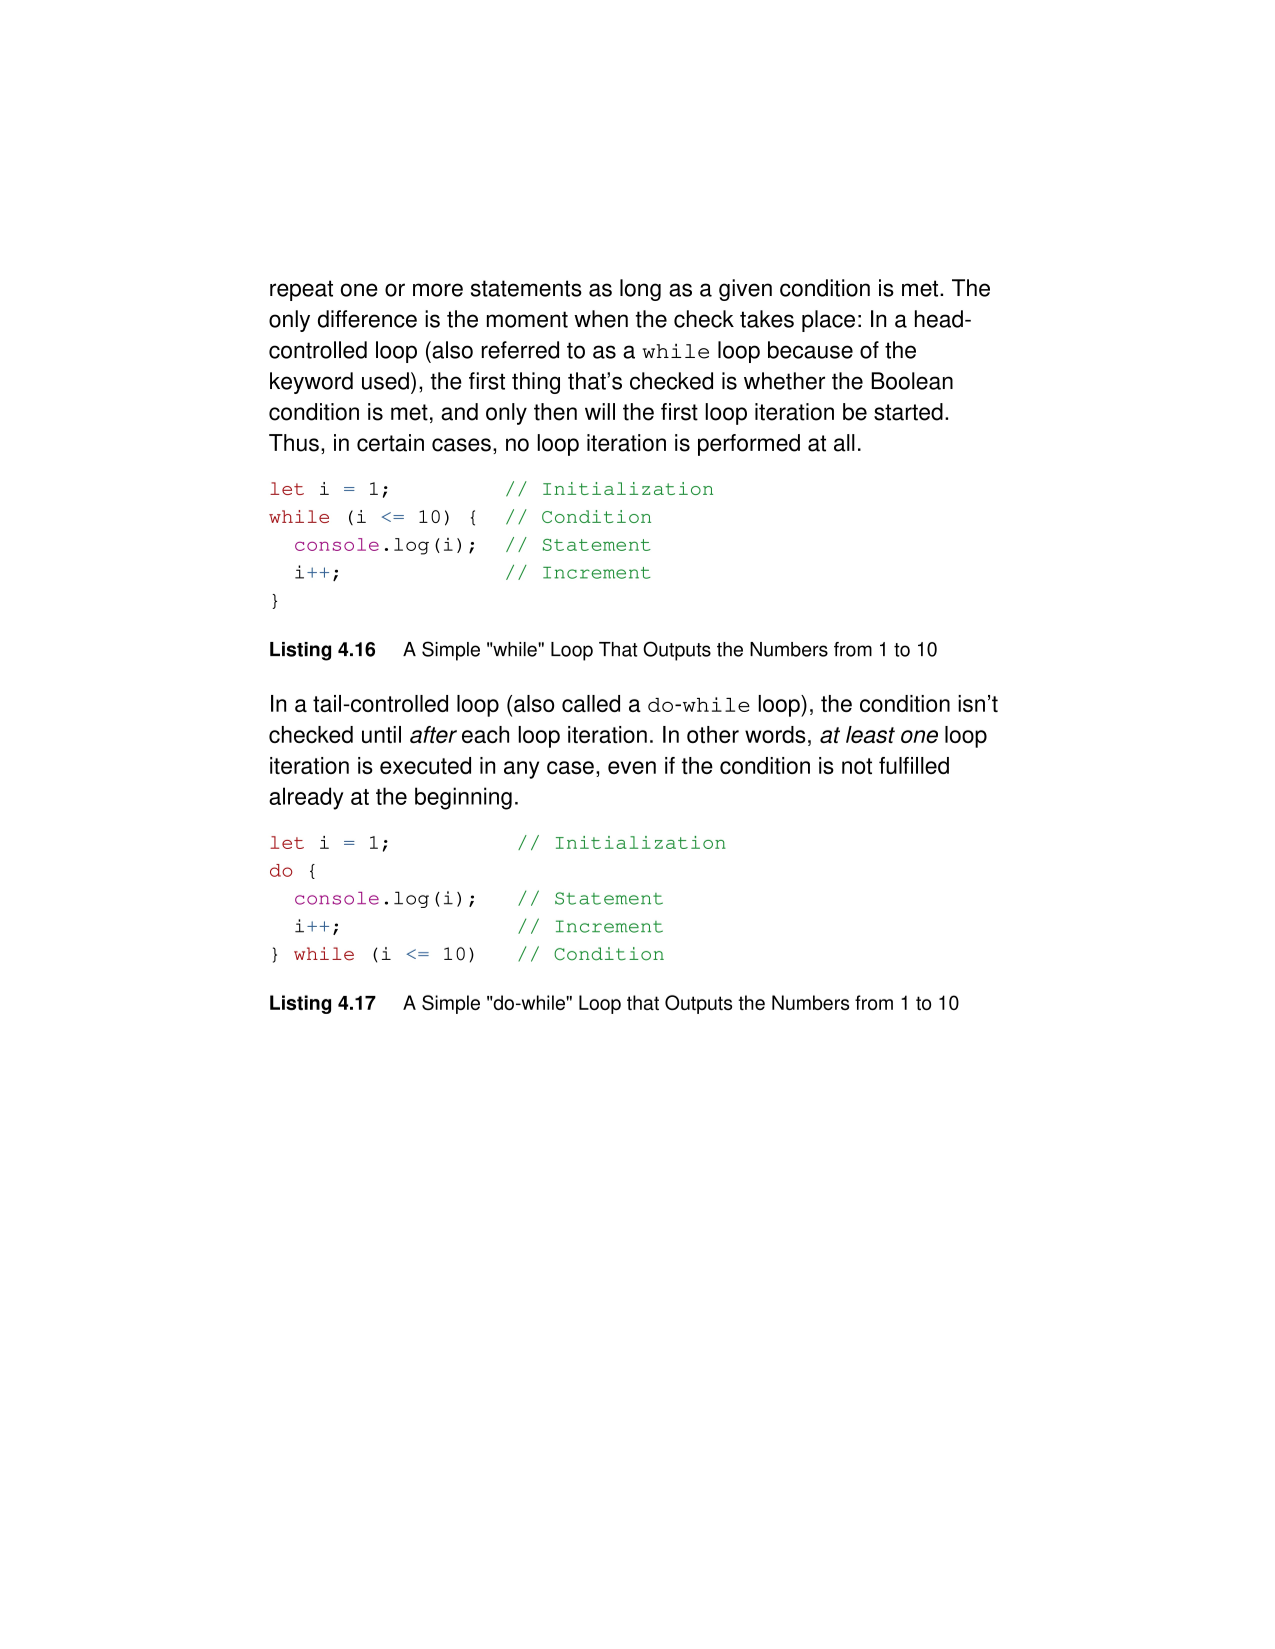 repeat one or more statements as long as a given condition is met. The
only difference is the moment when the check takes place: In a head-
controlled loop (also referred to as a while loop because of the
keyword used), the first thing that’s checked is whether the Boolean
condition is met, and only then will the first loop iteration be started.
Thus, in certain cases, no loop iteration is performed at all.
let i = 1;         // Initialization
while (i <= 10) {  // Condition
  console.log(i);  // Statement
  i++;             // Increment
}
Listing 4.16 A Simple "while" Loop That Outputs the Numbers from 1 to 10
In a tail-controlled loop (also called a do-while loop), the condition isn’t
checked until after each loop iteration. In other words, at least one loop
iteration is executed in any case, even if the condition is not fulfilled
already at the beginning.
let i = 1;          // Initialization
do {
  console.log(i);   // Statement
  i++;              // Increment
} while (i <= 10)   // Condition
Listing 4.17 A Simple "do-while" Loop that Outputs the Numbers from 1 to 10